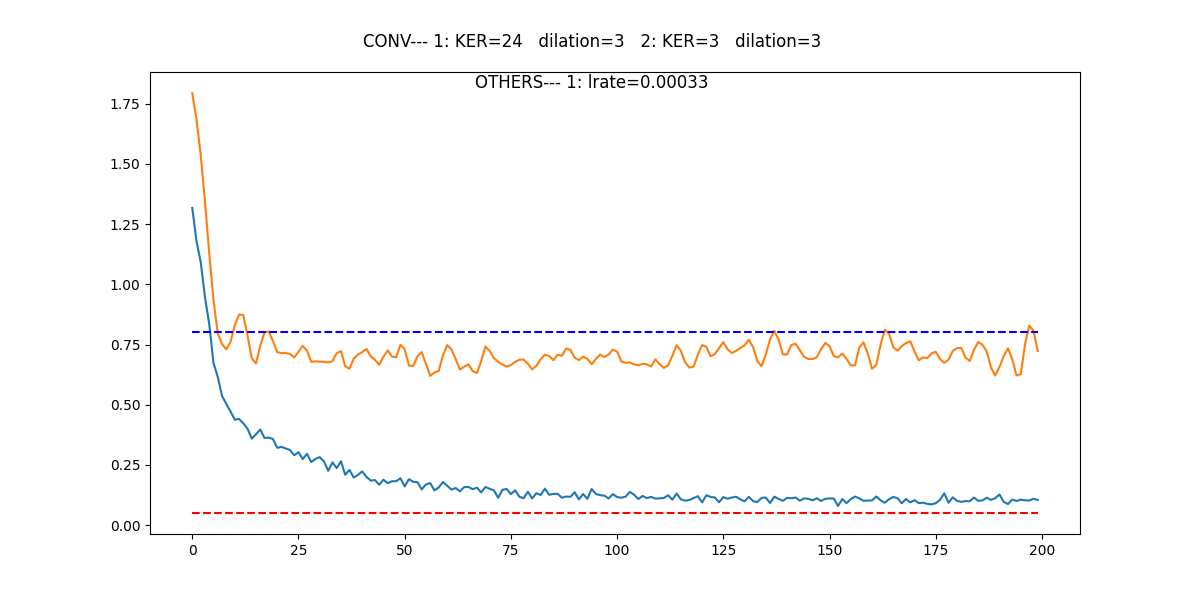 CONV--- 1: KER=24   dilation=3   2: KER=3   dilation=3
OTHERS--- 1: lrate=0.00033
1.75
1.50
1.25
1.00
0.75
0.50
0.25
0.00
0 25 50 75 100 125 150 175 200